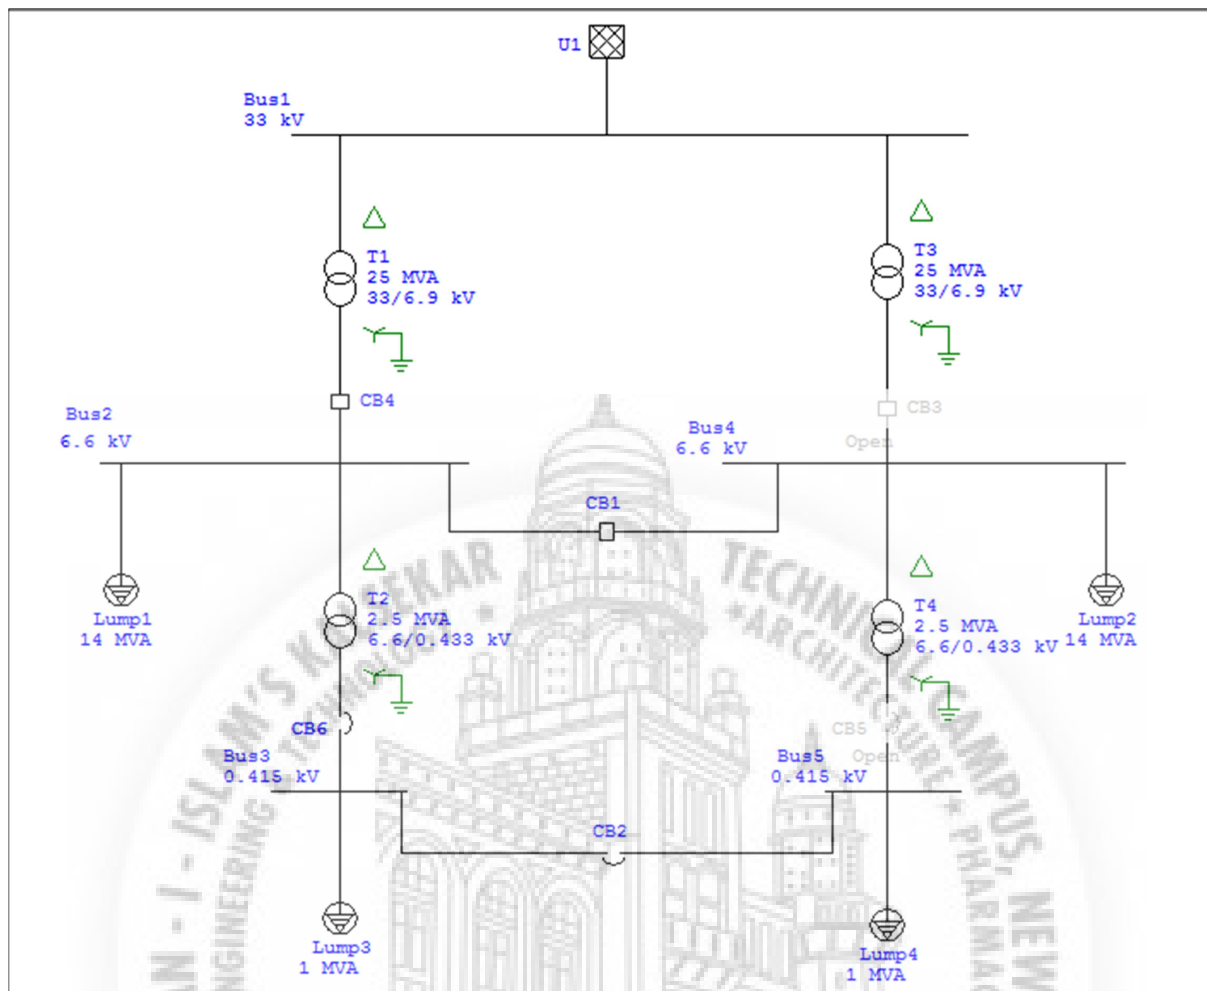 U1
Bus1
33 kV
T1
25 MVA
33/6.9 kV
T3
25 MVA
33/6.9 kV
CB4
CB3
Open
Bus2
6.6 kV
Bus4
6.6 kV
CB1
Lump1
14 MVA
T2
2.5 MVA
6.6/0.433 kV
T4
2.5 MVA
6.6/0.433 kV
Lump2
14 MVA
CB6
CB5
Open
Bus3
0.415 kV
Bus5
0.415 kV
CB2
Lump3
1 MVA
Lump4
1 MVA
TECHNICAL CAMPUS, NEW
ARCHITECTURE